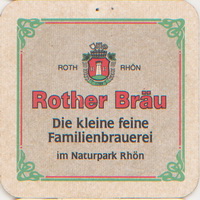 ROTH RHÖN
Rother Bräu
Die kleine feine
Familienbrauerei
im Naturpark Rhön